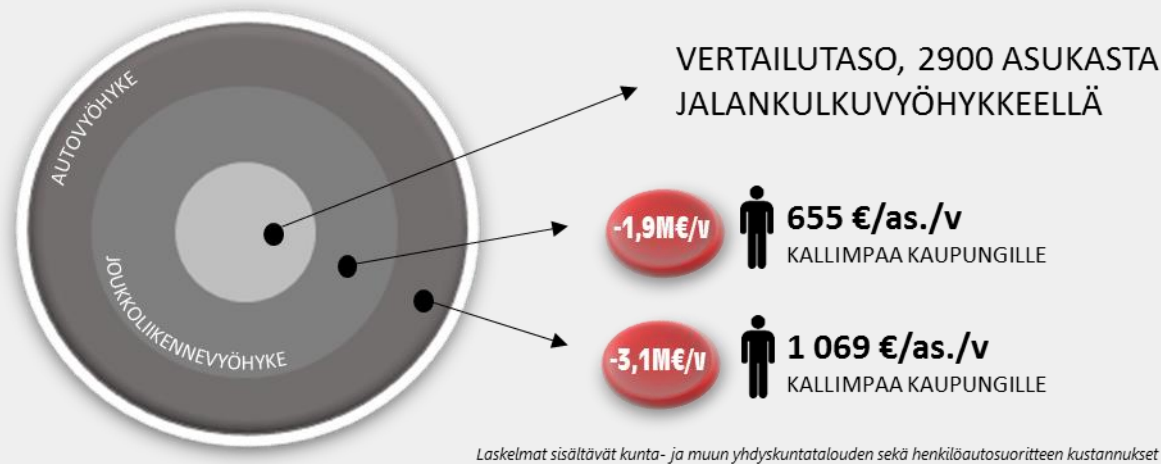 AUTOVYÖHYKE
JOUKKOLIIKENNEVYÖHYKE
VERTAILUTASO, 2900 ASUKASTA
JALANKULKUVYÖHYKKEELLÄ
-1,9M€/v
655 €/as./v
KALLIMPAA KAUPUNGILLE
-3,1M€/v
1 069 €/as./v
KALLIMPAA KAUPUNGILLE
Laskelmat sisältävät kunta- ja muun yhdyskuntatalouden sekä henkilöautosuoritteen kustannukset